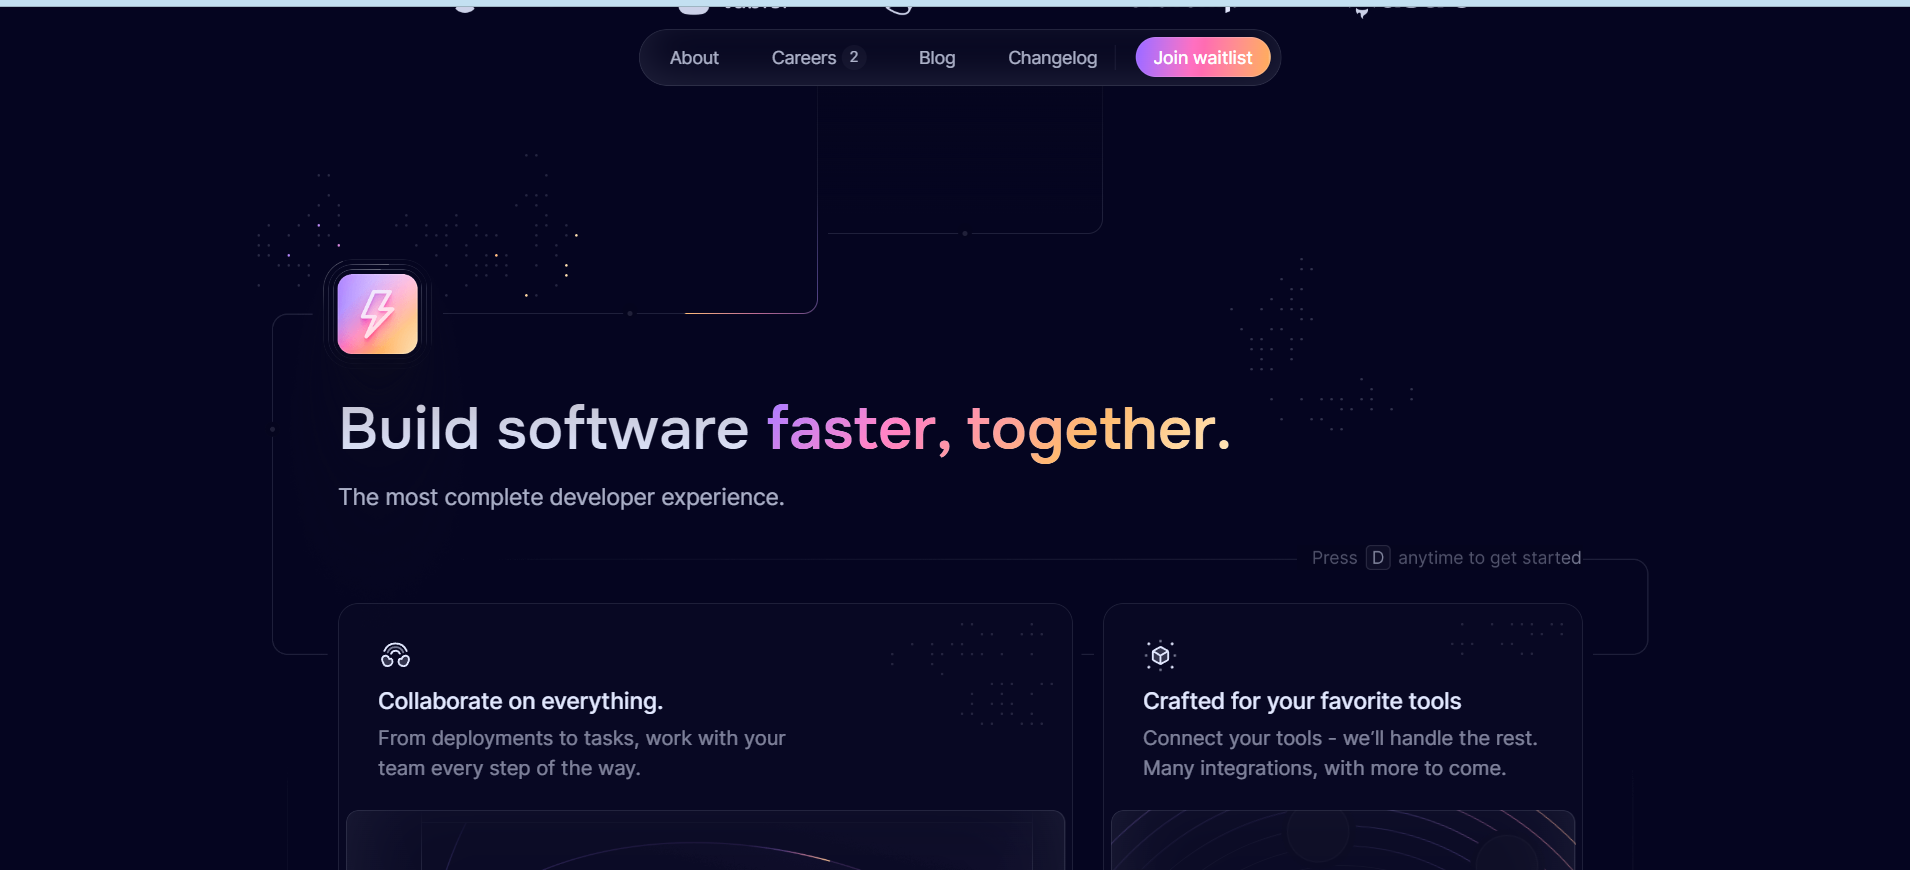 About Careers 2 Blog Changelog Join waitlist
Build software faster, together.
The most complete developer experience.
Press D anytime to get started
Collaborate on everything.
From deployments to tasks, work with your
team every step of the way.
Crafted for your favorite tools
Connect your tools - we'll handle the rest.
Many integrations, with more to come.